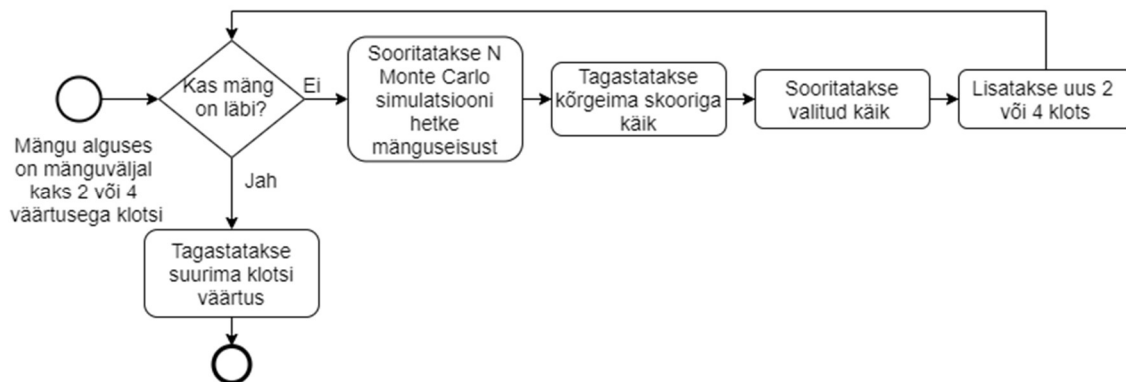 Mängu alguses
on mänguväljal
kaks 2 või 4
väärtusega klotsi
Kas mäng
on läbi?
Ei
Sooritatakse N
Monte Carlo
simulatsiooni
hetke
mänguseisust
Tagastatakse
kõrgeima skooriga
käik
Sooritatakse
valitud käik
Lisatakse uus 2
või 4 klots
Jah
Tagastatakse
suurima klotsi
väärtus